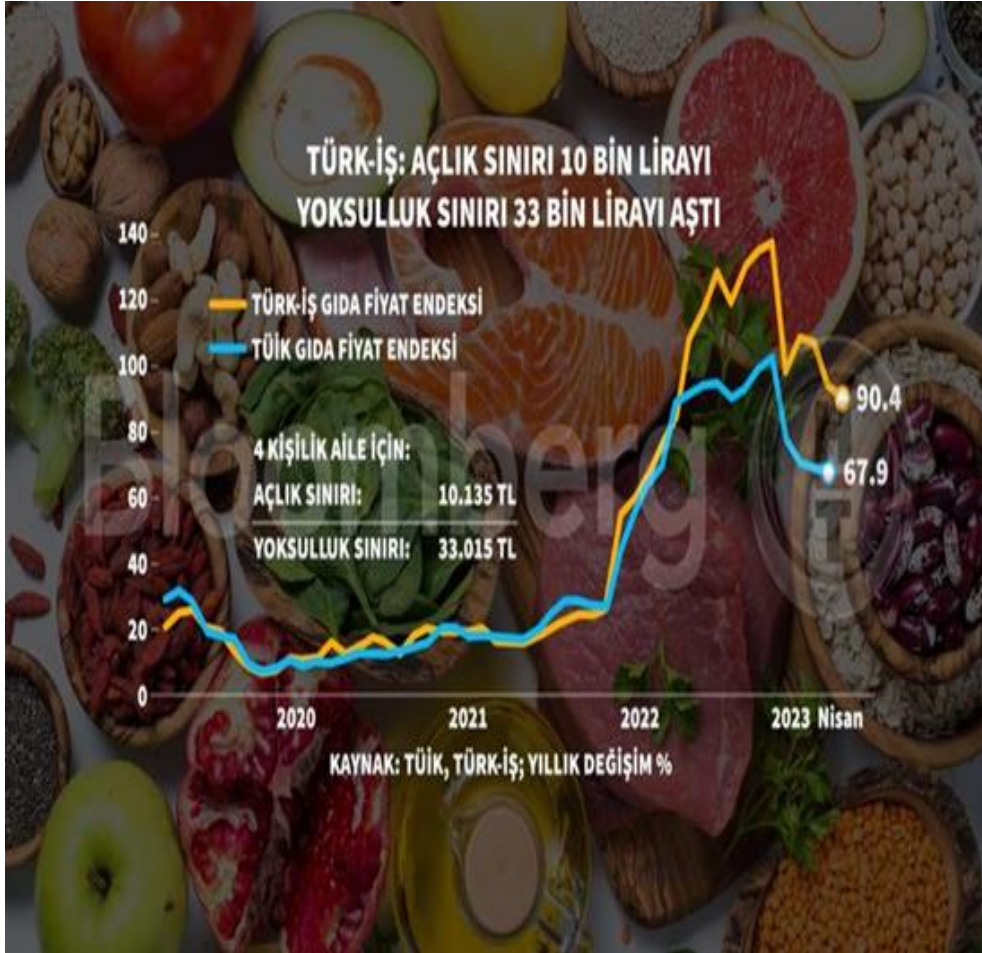 TÜRK-İŞ: AÇLIK SINIRI 10 BİN LİRAYI
YOKSULLUK SINIRI 33 BİN LİRAYI AŞTI
140
120
100
80
60
40
20
0
TÜRK-İŞ GIDA FİYAT ENDEKSİ
TÜİK GIDA FİYAT ENDEKSİ
4 KİŞİLİK AİLE İÇİN:
AÇLIK SINIRI: 10.135 TL
YOKSULLUK SINIRI: 33.015 TL
90.4
67.9
Bloomberg HT
2020 2021 2022 2023 Nisan
KAYNAK: TÜİK, TÜRK-İŞ; YILLIK DEĞİŞİM %